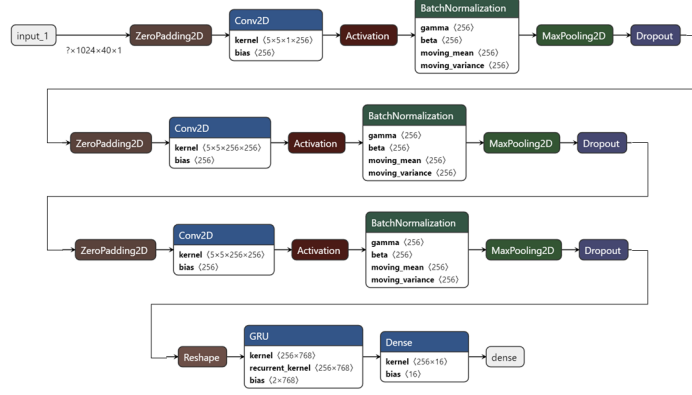 input_1
?×1024×40×1
ZeroPadding2D
Conv2D
kernel ⟨5×5×1×256⟩
bias ⟨256⟩
Activation
BatchNormalization
gamma ⟨256⟩
beta ⟨256⟩
moving_mean ⟨256⟩
moving_variance ⟨256⟩
MaxPooling2D
Dropout
ZeroPadding2D
Conv2D
kernel ⟨5×5×256×256⟩
bias ⟨256⟩
Activation
BatchNormalization
gamma ⟨256⟩
beta ⟨256⟩
moving_mean ⟨256⟩
moving_variance ⟨256⟩
MaxPooling2D
Dropout
ZeroPadding2D
Conv2D
kernel ⟨5×5×256×256⟩
bias ⟨256⟩
Activation
BatchNormalization
gamma ⟨256⟩
beta ⟨256⟩
moving_mean ⟨256⟩
moving_variance ⟨256⟩
MaxPooling2D
Dropout
Reshape
GRU
kernel ⟨256×768⟩
recurrent_kernel ⟨256×768⟩
bias ⟨2×768⟩
Dense
kernel ⟨256×16⟩
bias ⟨16⟩
dense